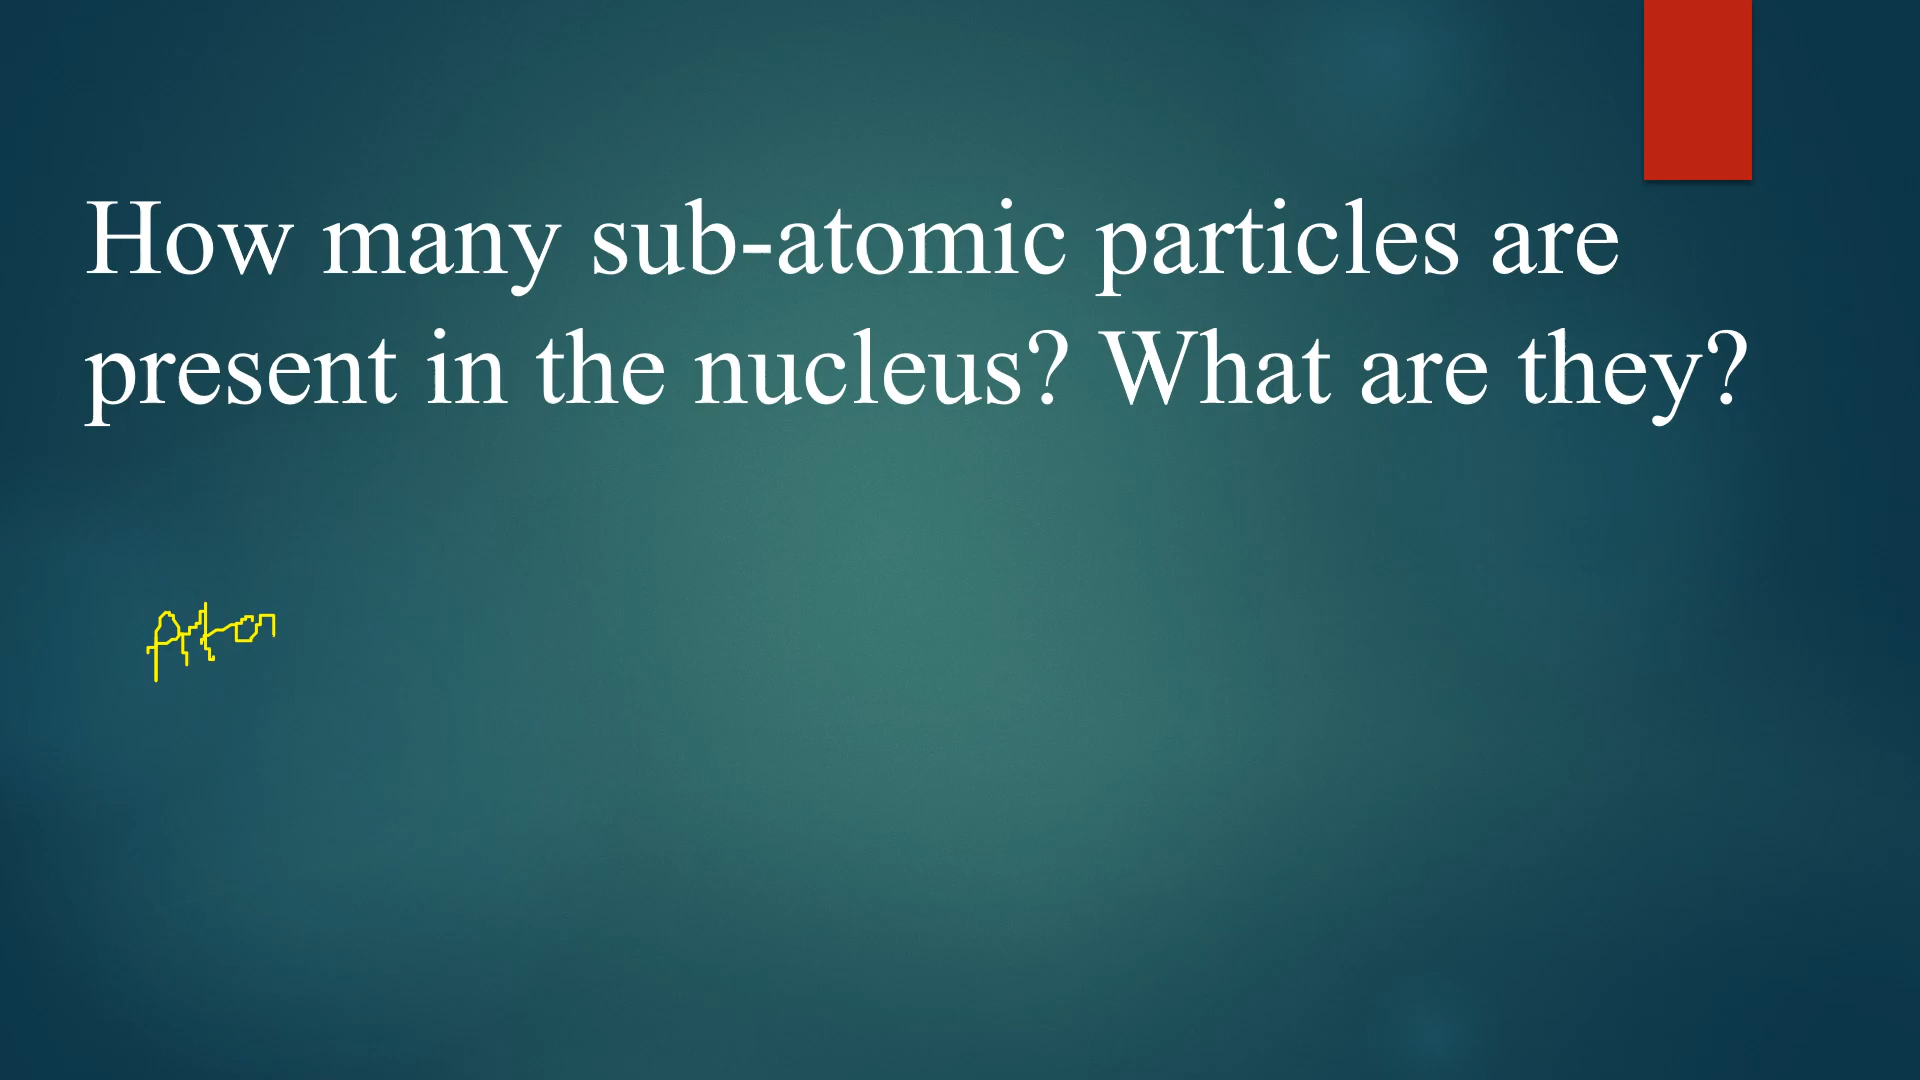 How many sub-atomic particles are
present in the nucleus? What are they?